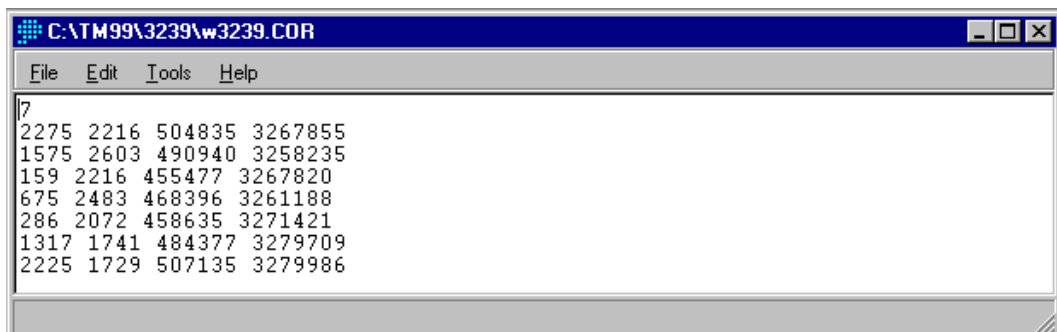 C:\TM99\3239\w3239.COR
File Edit Tools Help
7
2275 2216 504835 3267855
1575 2603 490940 3258235
159 2216 455477 3267820
675 2483 468396 3261188
286 2072 458635 3271421
1317 1741 484377 3279709
2225 1729 507135 3279986